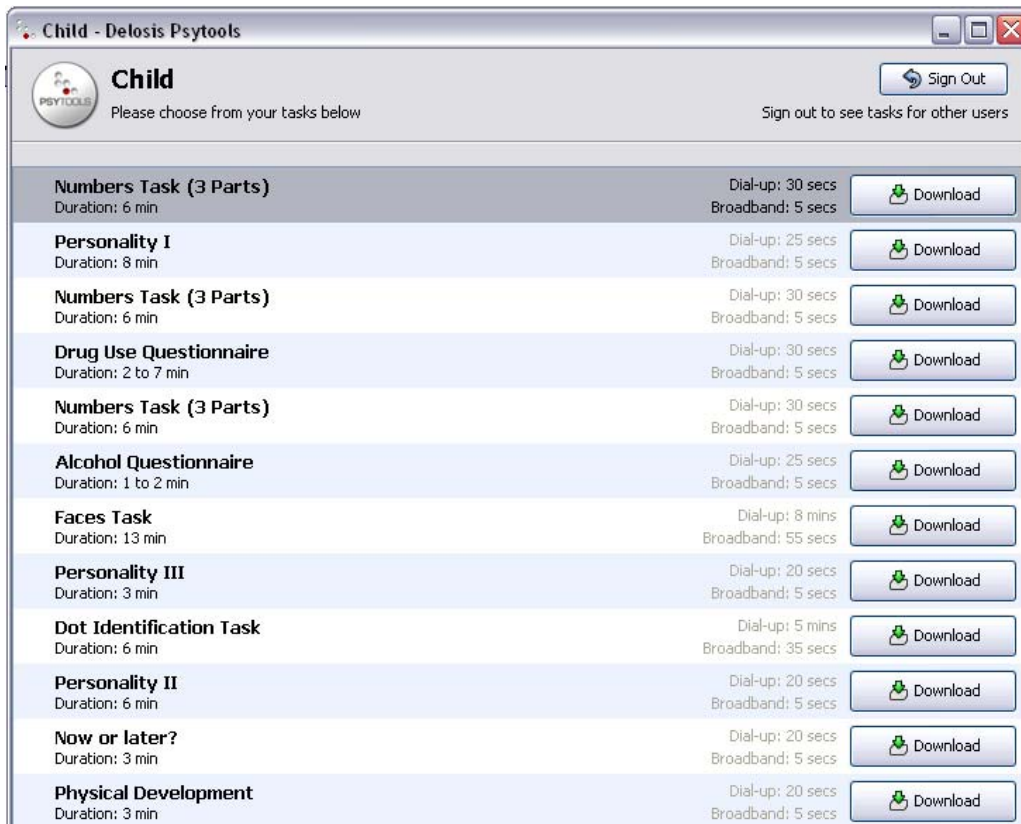 Child - Delosis Psytools
PSYTOOLS
Child
Please choose from your tasks below
Sign Out
Sign out to see tasks for other users
Numbers Task (3 Parts)
Duration: 6 min
Dial-up: 30 secs
Broadband: 5 secs
Download
Personality I
Duration: 8 min
Dial-up: 25 secs
Broadband: 5 secs
Download
Numbers Task (3 Parts)
Duration: 6 min
Dial-up: 30 secs
Broadband: 5 secs
Download
Drug Use Questionnaire
Duration: 2 to 7 min
Dial-up: 30 secs
Broadband: 5 secs
Download
Numbers Task (3 Parts)
Duration: 6 min
Dial-up: 30 secs
Broadband: 5 secs
Download
Alcohol Questionnaire
Duration: 1 to 2 min
Dial-up: 25 secs
Broadband: 5 secs
Download
Faces Task
Duration: 13 min
Dial-up: 8 mins
Broadband: 55 secs
Download
Personality III
Duration: 3 min
Dial-up: 20 secs
Broadband: 5 secs
Download
Dot Identification Task
Duration: 6 min
Dial-up: 5 mins
Broadband: 35 secs
Download
Personality II
Duration: 6 min
Dial-up: 20 secs
Broadband: 5 secs
Download
Now or later?
Duration: 3 min
Dial-up: 20 secs
Broadband: 5 secs
Download
Physical Development
Duration: 3 min
Dial-up: 20 secs
Broadband: 5 secs
Download